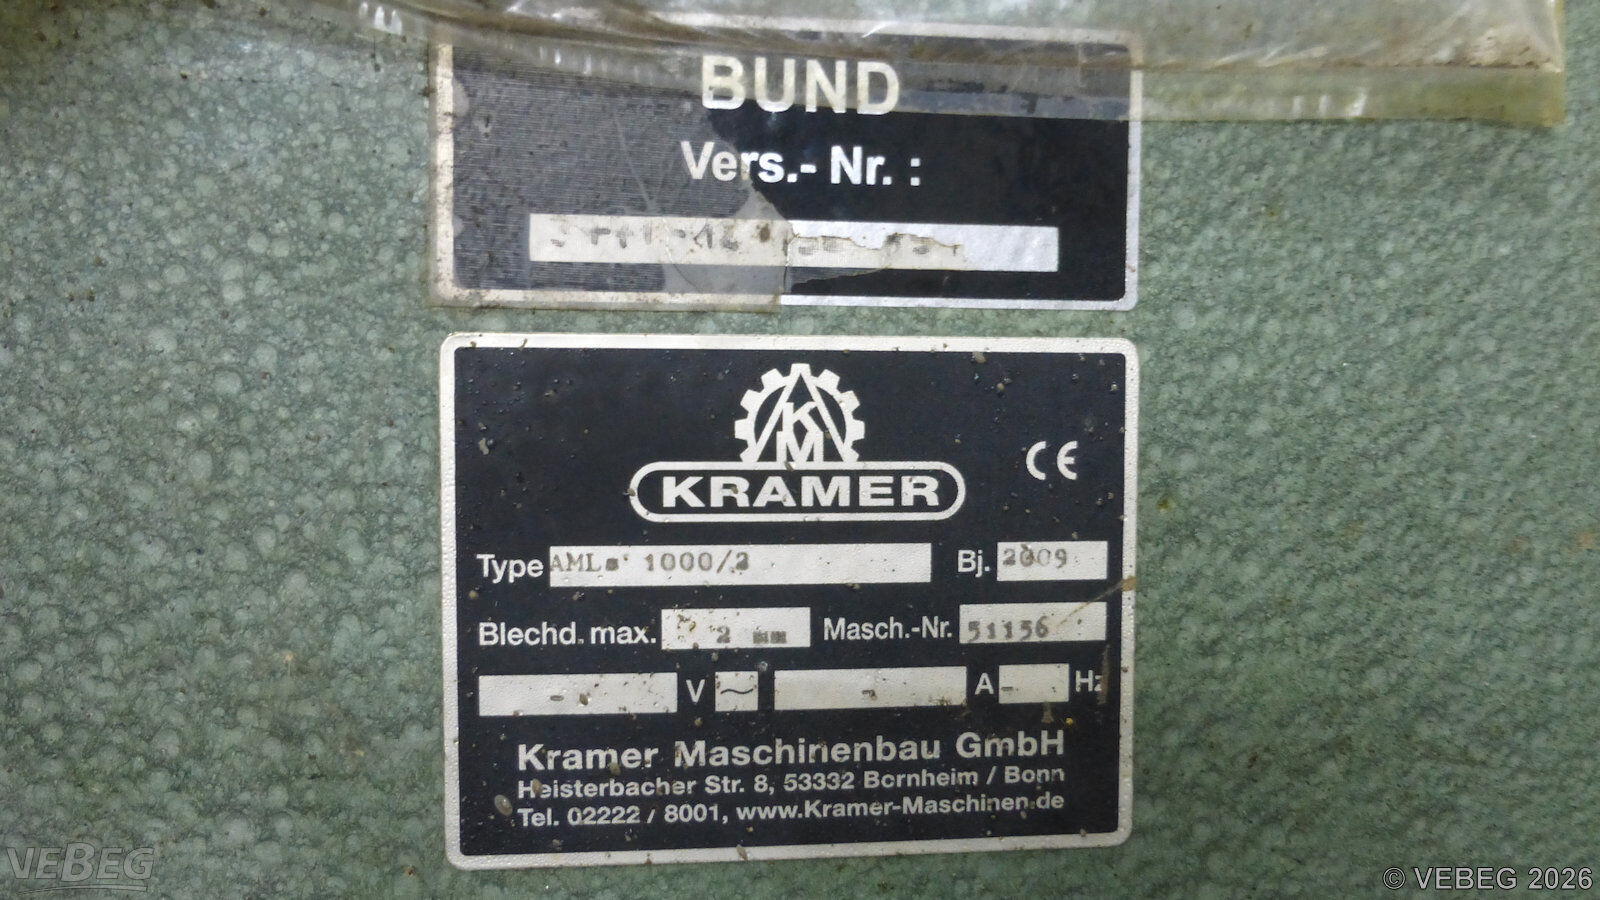 BUND
Vers.- Nr. :
KM
KRAMER
CE
Type AMLs 1000/2 Bj. 2009
Blechd. max. 2 mm Masch.-Nr. 51156
- V ~ - A - Hz
Kramer Maschinenbau GmbH
Heisterbacher Str. 8, 53332 Bornheim / Bonn
Tel. 02222 / 8001, www.Kramer-Maschinen.de
VEBEG
© VEBEG 2026